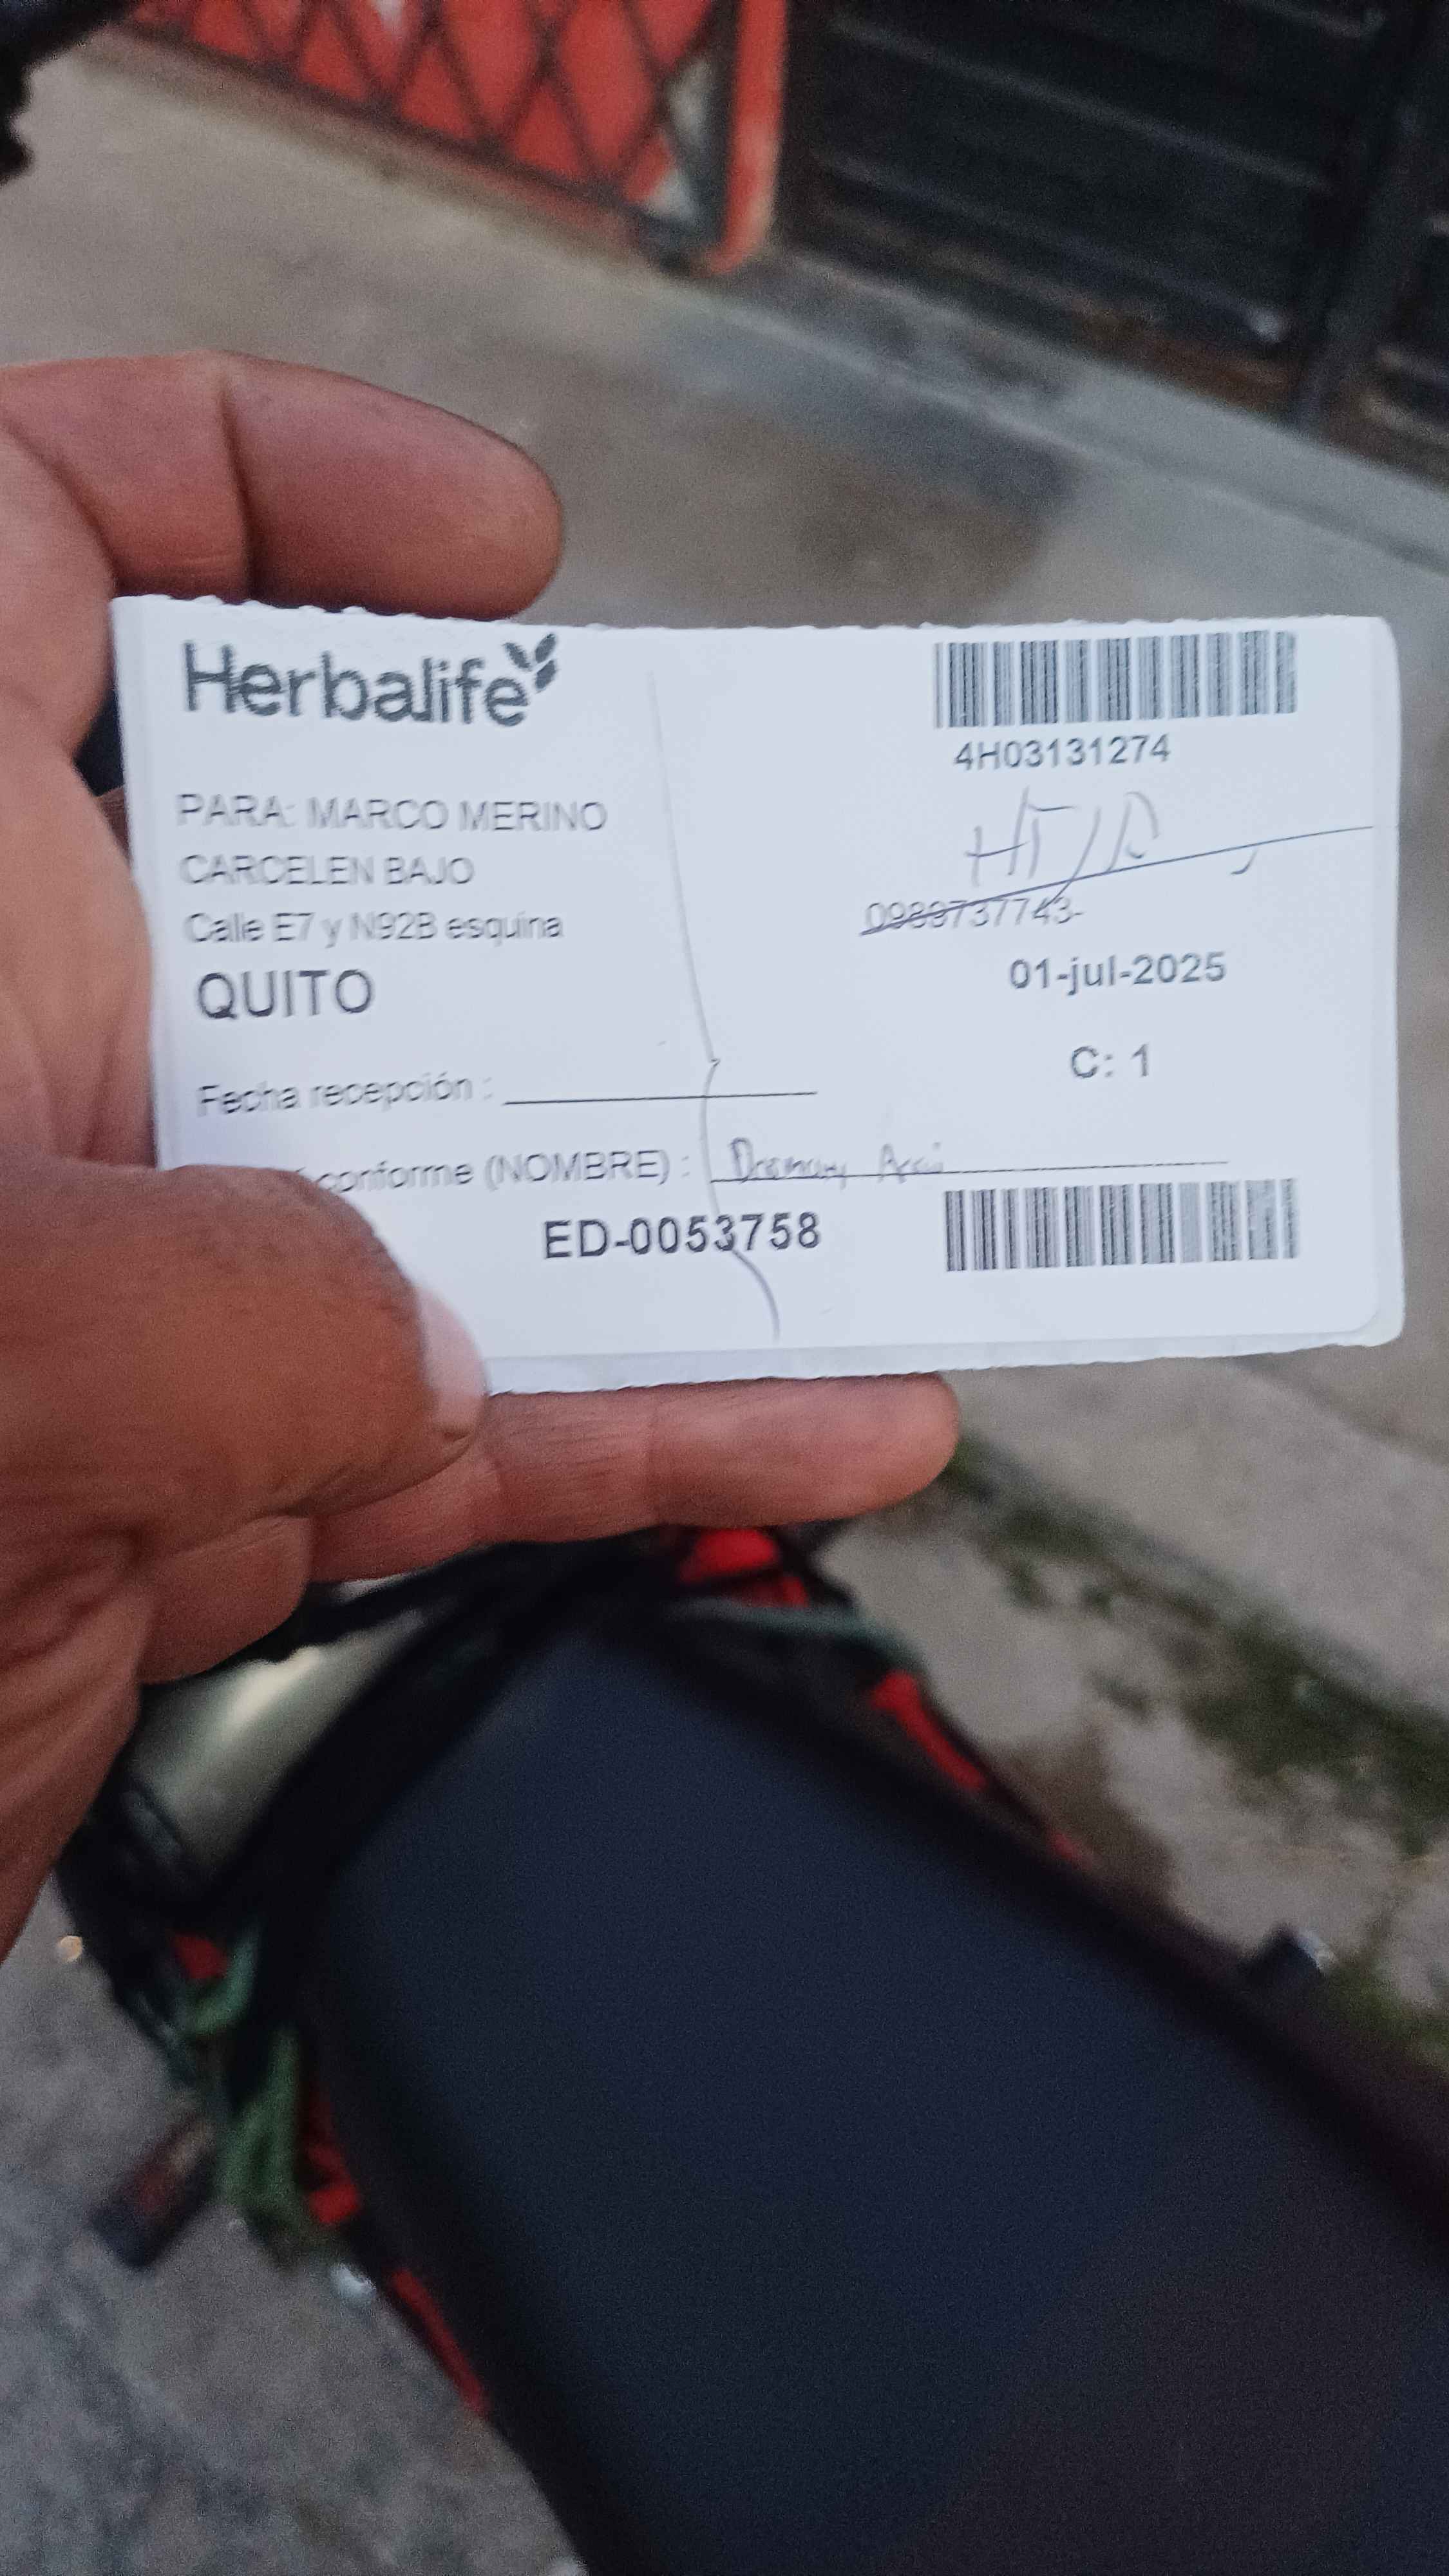 Herbalife
4H03131274
PARA: MARCO MERINO
CARCELEN BAJO
Calle E7 y N92B esquina
0988737743-
QUITO
01-jul-2025
C: 1
Fecha recepción :
conforme (NOMBRE) :
ED-0053758